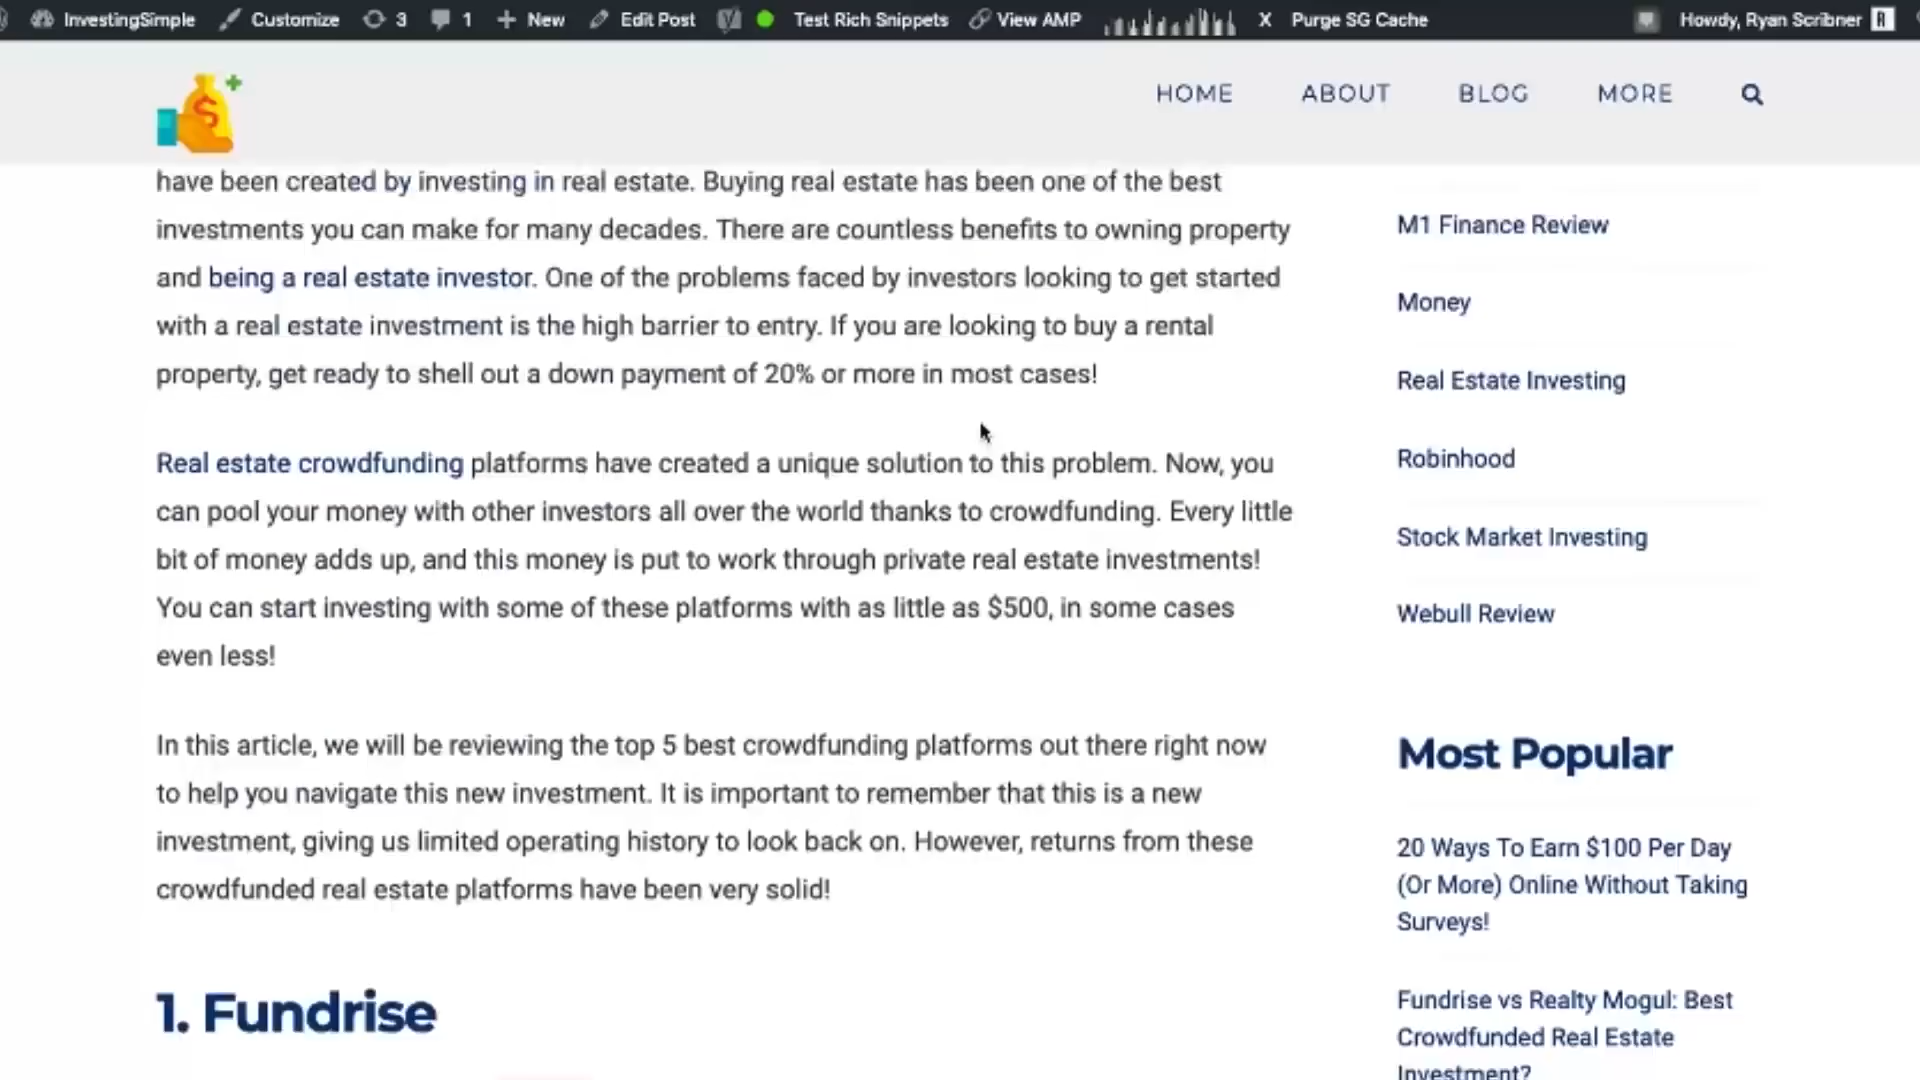 InvestingSimple Customize 3 1 New Edit Post Test Rich Snippets View AMP X Purge SG Cache Howdy, Ryan Scribner R
HOME ABOUT BLOG MORE
have been created by investing in real estate. Buying real estate has been one of the best
investments you can make for many decades. There are countless benefits to owning property
and being a real estate investor. One of the problems faced by investors looking to get started
with a real estate investment is the high barrier to entry. If you are looking to buy a rental
property, get ready to shell out a down payment of 20% or more in most cases!
Real estate crowdfunding platforms have created a unique solution to this problem. Now, you
can pool your money with other investors all over the world thanks to crowdfunding. Every little
bit of money adds up, and this money is put to work through private real estate investments!
You can start investing with some of these platforms with as little as $500, in some cases
even less!
In this article, we will be reviewing the top 5 best crowdfunding platforms out there right now
to help you navigate this new investment. It is important to remember that this is a new
investment, giving us limited operating history to look back on. However, returns from these
crowdfunded real estate platforms have been very solid!
1. Fundrise
M1 Finance Review
Money
Real Estate Investing
Robinhood
Stock Market Investing
Webull Review
Most Popular
20 Ways To Earn $100 Per Day
(Or More) Online Without Taking
Surveys!
Fundrise vs Realty Mogul: Best
Crowdfunded Real Estate
Investment?